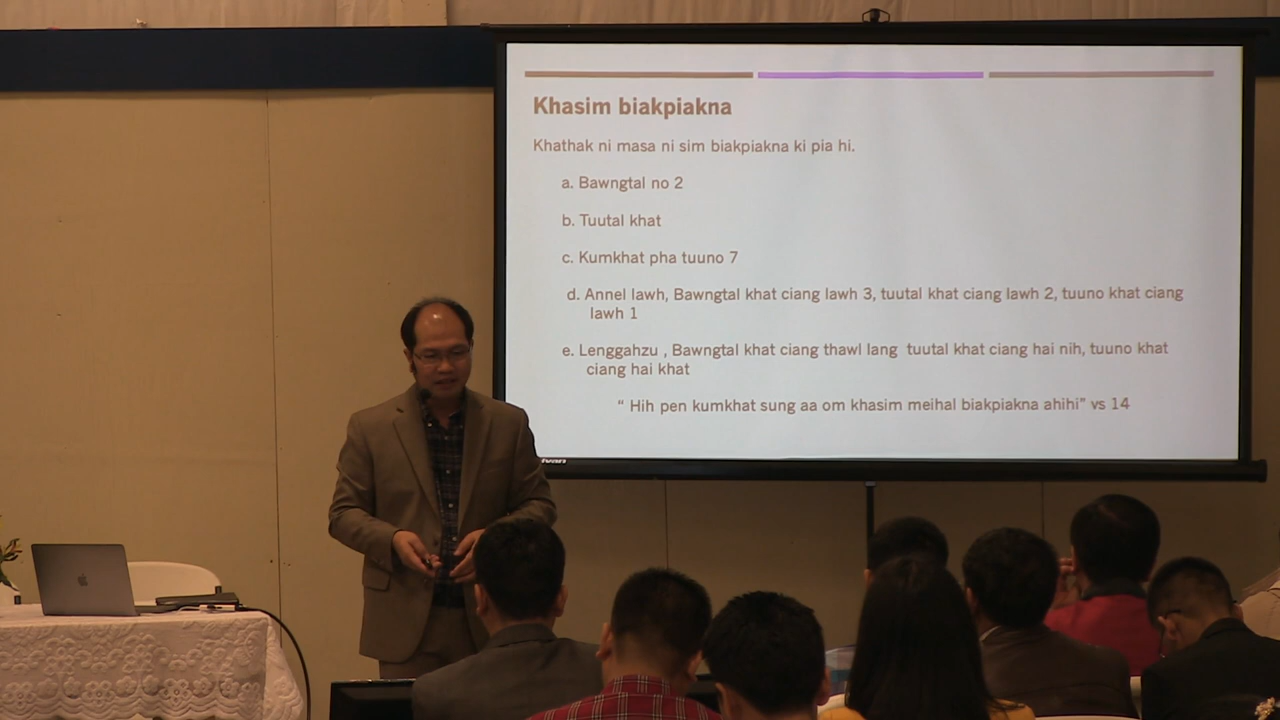 Khasim biakpiakna
Khathak ni masa ni sim biakpiakna ki pia hi.
a. Bawngtal no 2
b. Tuutal khat
c. Kumkhat pha tuuno 7
d. Annel lawh, Bawngtal khat ciang lawh 3, tuutal khat ciang lawh 2, tuuno khat ciang
lawh 1
e. Lenggahzu , Bawngtal khat ciang thawl lang tuutal khat ciang hai nih, tuuno khat
ciang hai khat
“ Hih pen kumkhat sung aa om khasim meihal biakpiakna ahihi” vs 14